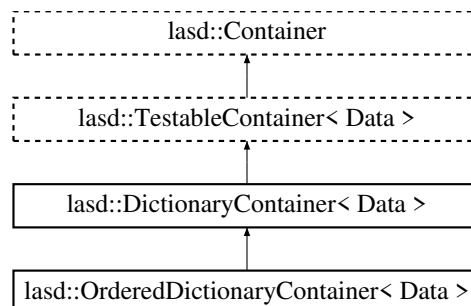 lasd::Container
lasd::TestableContainer< Data >
lasd::DictionaryContainer< Data >
lasd::OrderedDictionaryContainer< Data >